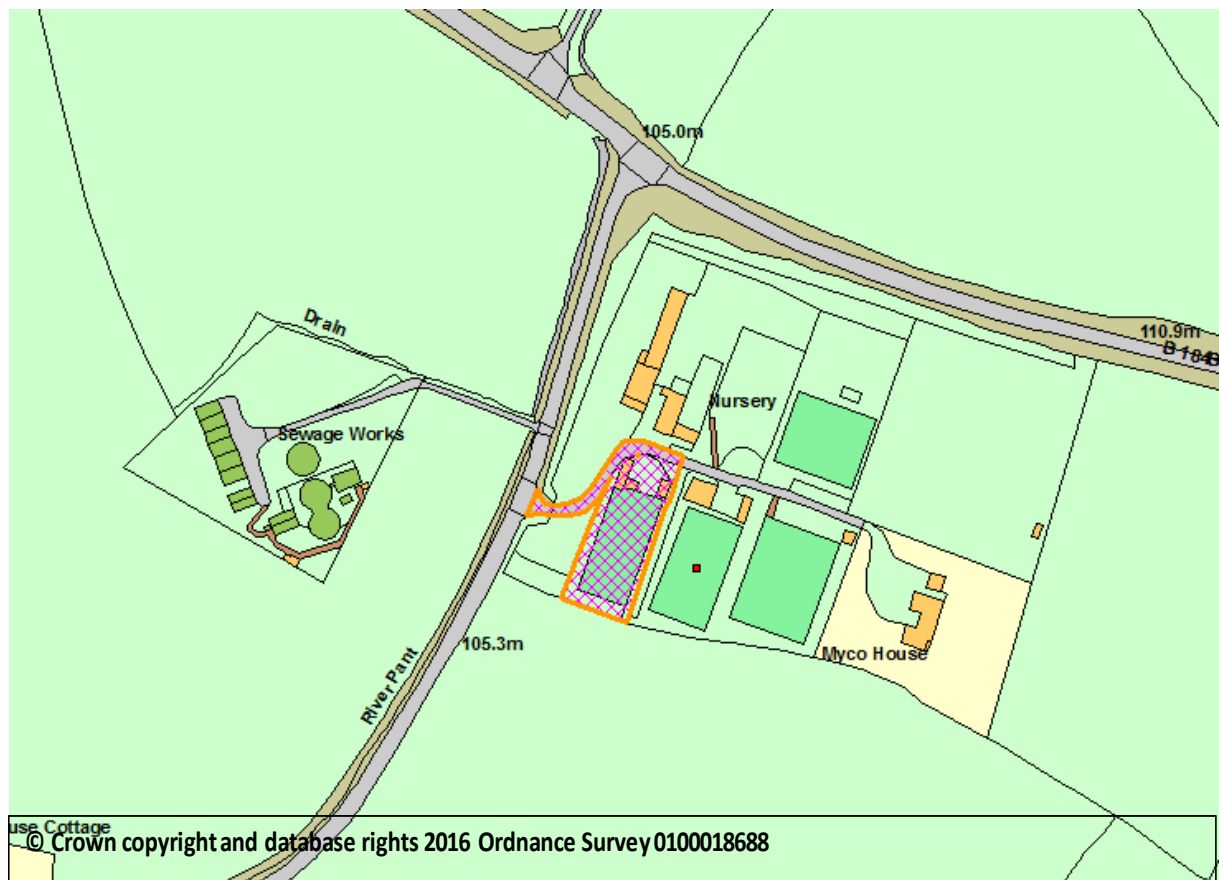 105.0m
110.9m
B 184
Drain
Nursery
Sewage Works
105.3m
Myco House
River Pant
use Cottage
© Crown copyright and database rights 2016 Ordnance Survey 0100018688